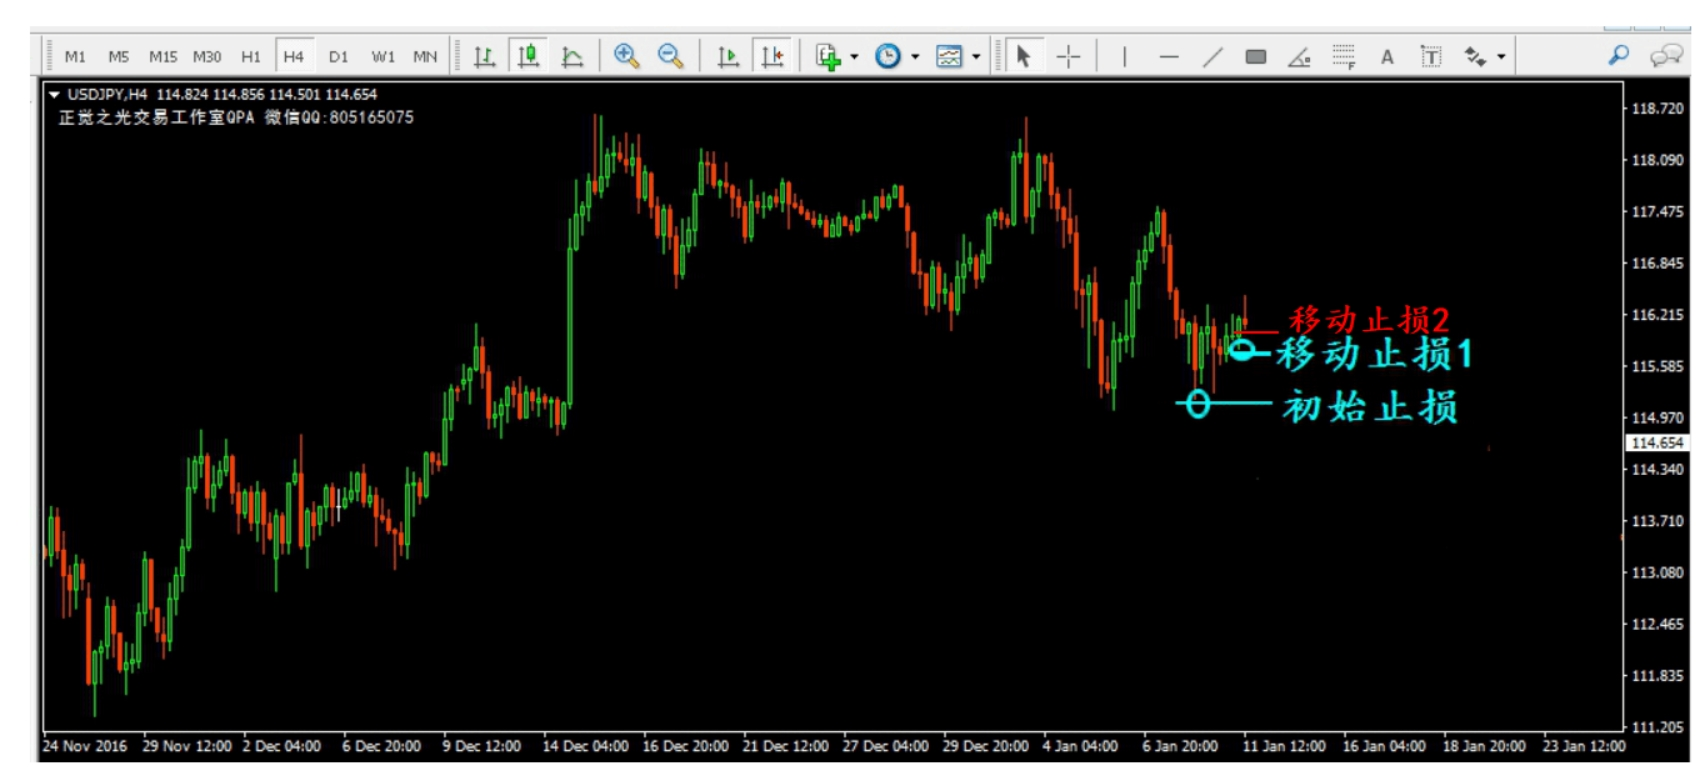 M1 M5 M15 M30 H1 H4 D1 W1 MN F A T
USDJPY,H4 114.824 114.856 114.501 114.654
正觉之光交易工作室QPA 微信QQ:805165075
118.720
118.090
117.475
116.845
116.215
移动止损2
移动止损1
115.585
初始止损
114.970
114.654
114.340
113.710
113.080
112.465
111.835
111.205
24 Nov 2016 29 Nov 12:00 2 Dec 04:00 6 Dec 20:00 9 Dec 12:00 14 Dec 04:00 16 Dec 20:00 21 Dec 12:00 27 Dec 04:00 29 Dec 20:00 4 Jan 04:00 6 Jan 20:00 11 Jan 12:00 16 Jan 04:00 18 Jan 20:00 23 Jan 12:00